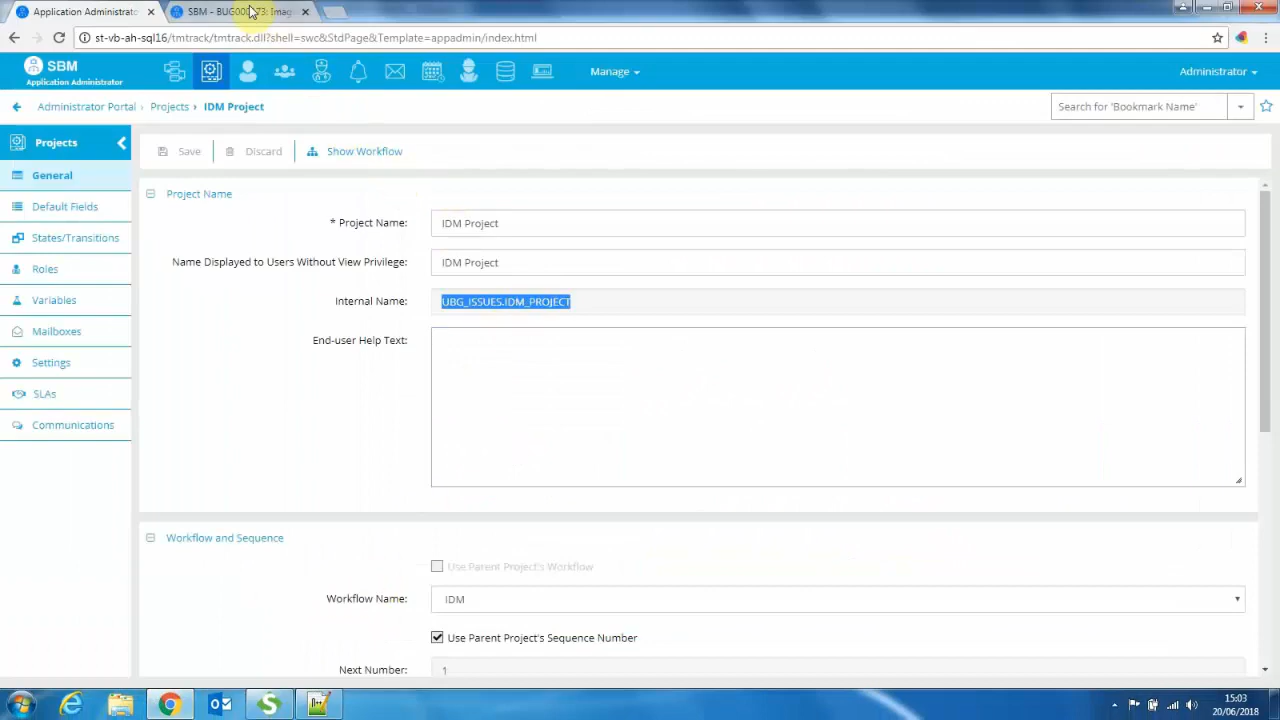 Application Administrato
SBM - BUG000 73: Imag
st-vb-ah-sql16/tmtrack/tmtrack.dll?shell=swc&StdPage&Template=appadmin/index.html
SBM
Application Administrator
Manage
Administrator
Administrator Portal › Projects › IDM Project
Search for 'Bookmark Name'
Projects
General
Default Fields
States/Transitions
Roles
Variables
Mailboxes
Settings
SLAs
Communications
Save
Discard
Show Workflow
Project Name
* Project Name:
IDM Project
Name Displayed to Users Without View Privilege:
IDM Project
Internal Name:
UBG_ISSUES.IDM_PROJECT
End-user Help Text:
Workflow and Sequence
Use Parent Project's Workflow
Workflow Name:
IDM
Use Parent Project's Sequence Number
Next Number:
1
15:03
20/06/2018